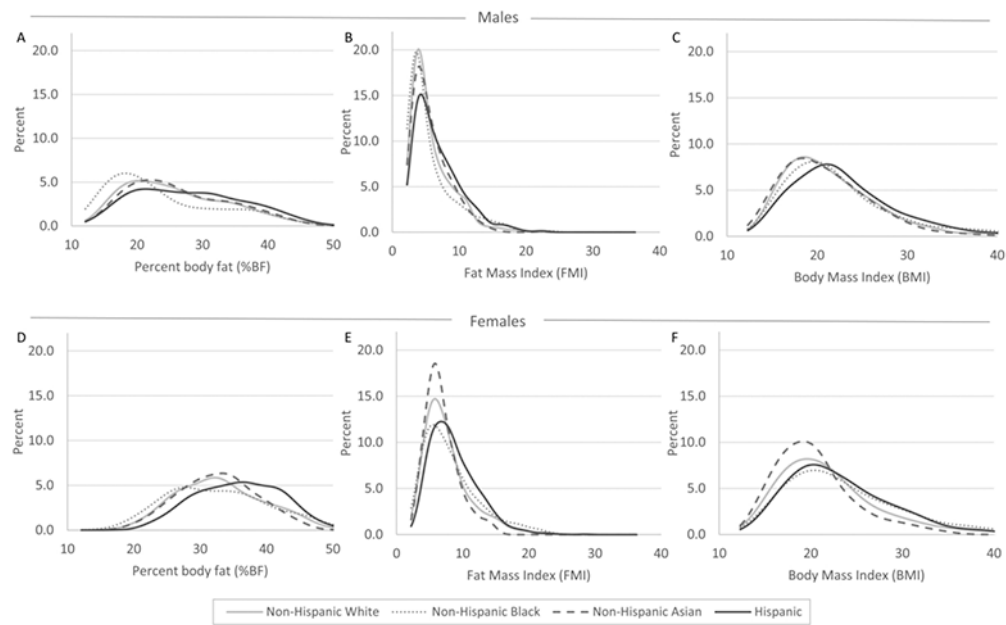 Males
A
B
C
20.0
15.0
10.0
5.0
0.0
Percent
10
20
30
40
50
Percent body fat (%BF)
20.0
15.0
10.0
5.0
0.0
Percent
0
10
20
30
40
Fat Mass Index (FMI)
20.0
15.0
10.0
5.0
0.0
Percent
10
20
30
40
Body Mass Index (BMI)
Females
D
E
F
20.0
15.0
10.0
5.0
0.0
Percent
10
20
30
40
50
Percent body fat (%BF)
20.0
15.0
10.0
5.0
0.0
Percent
0
10
20
30
40
Fat Mass Index (FMI)
20.0
15.0
10.0
5.0
0.0
Percent
10
20
30
40
Body Mass Index (BMI)
Non-Hispanic White Non-Hispanic Black Non-Hispanic Asian Hispanic